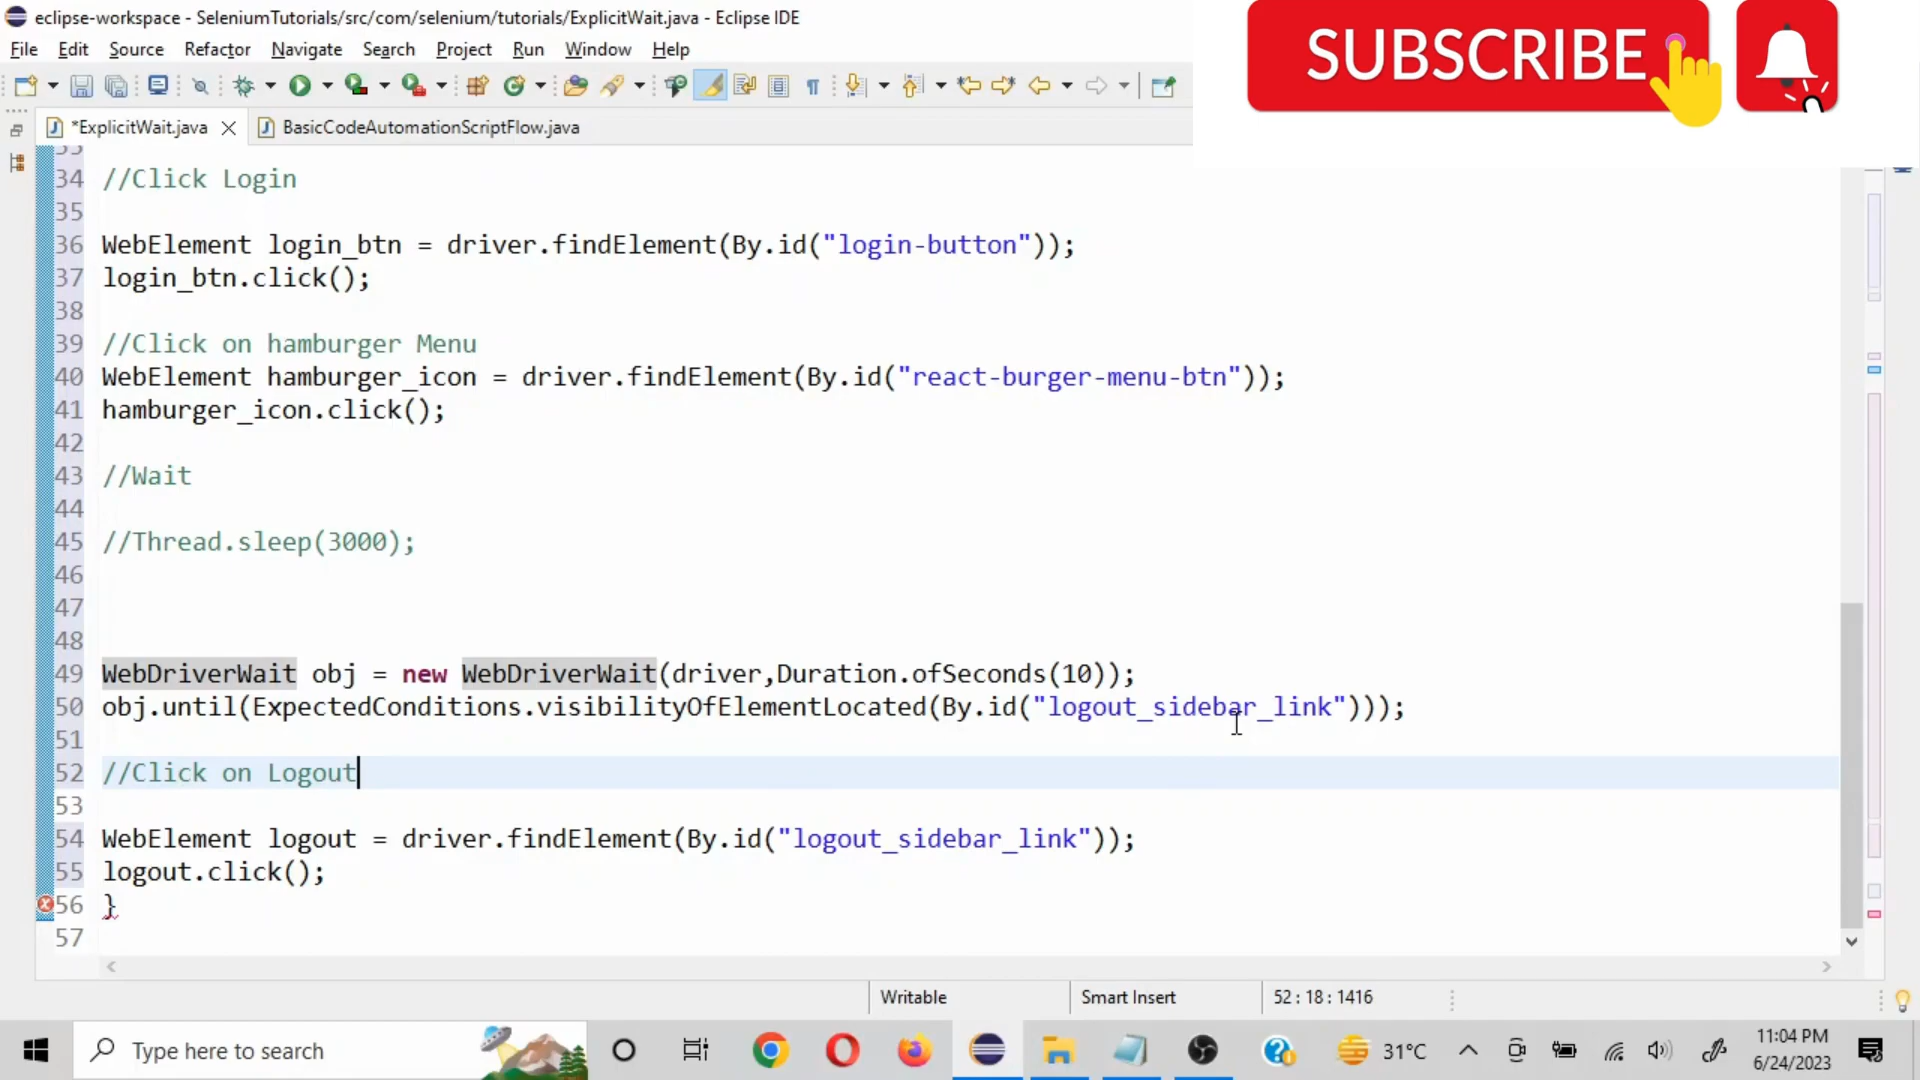 eclipse-workspace - SeleniumTutorials/src/com/selenium/tutorials/ExplicitWait.java - Eclipse IDE
SUBSCRIBE
File Edit Source Refactor Navigate Search Project Run Window Help
*ExplicitWait.java BasicCodeAutomationScriptFlow.java
33
34 //Click Login
35
36 WebElement login_btn = driver.findElement(By.id("login-button"));
37 login_btn.click();
38
39 //Click on hamburger Menu
40 WebElement hamburger_icon = driver.findElement(By.id("react-burger-menu-btn"));
41 hamburger_icon.click();
42
43 //Wait
44
45 //Thread.sleep(3000);
46
47
48
49 WebDriverWait obj = new WebDriverWait(driver,Duration.ofSeconds(10));
50 obj.until(ExpectedConditions.visibilityOfElementLocated(By.id("logout_sidebar_link")));
51
52 //Click on Logout
53
54 WebElement logout = driver.findElement(By.id("logout_sidebar_link"));
55 logout.click();
56 }
57
Writable Smart Insert 52 : 18 : 1416
Type here to search 31°C 11:04 PM
6/24/2023